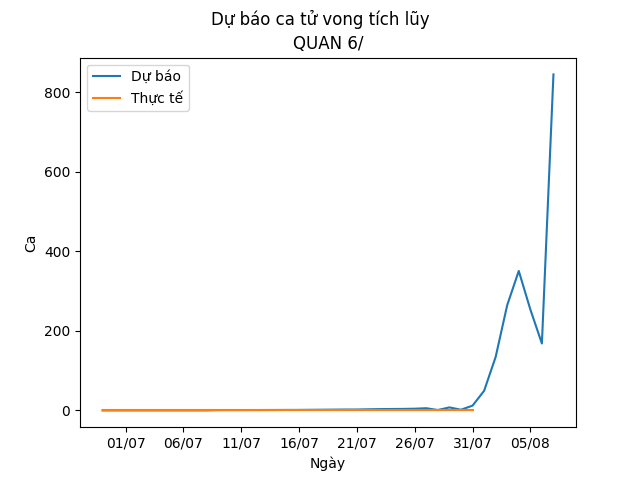 Dự báo ca tử vong tích lũy
QUAN 6/
Dự báo
Thực tế
800
600
400
200
0
Ca
01/07 06/07 11/07 16/07 21/07 26/07 31/07 05/08
Ngày